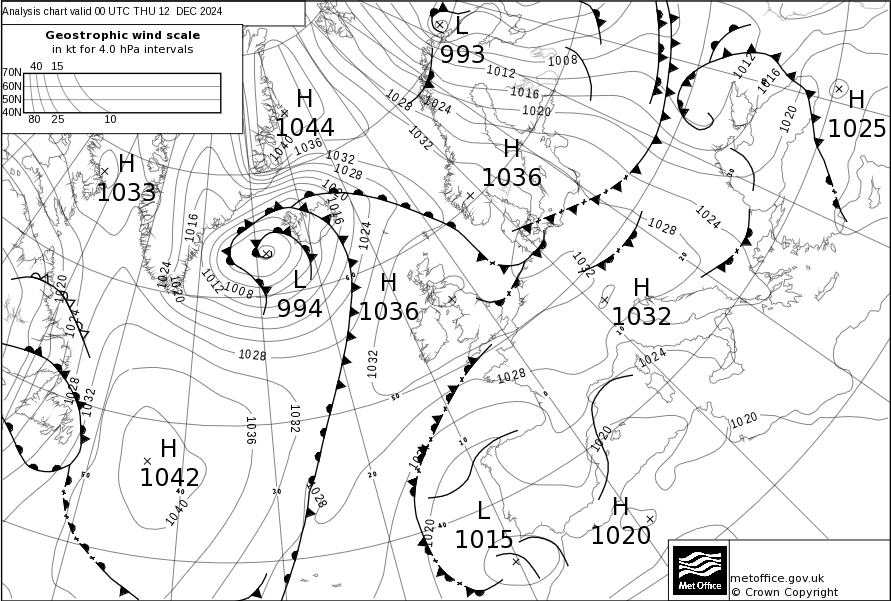 Analysis chart valid 00 UTC THU 12 DEC 2024
Geostrophic wind scale
in kt for 4.0 hPa intervals
40 15
70N
60N
50N
40N
80 25 10
L
993
H
1044
H
1033
H
1036
H
1025
L
994
H
1036
H
1032
H
1042
L
1015
H
1020
1012
1008
1016
1020
1028
1024
1032
1040
1036
1032
1028
1020
1016
1016
1024
1020
1012
1008
1024
1028
1012
1016
1020
1024
1028
1032
1020
1024
1028
1032
1036
1032
1032
1028
1024
1020
1020
1040
1028
1020
Met Office
metoffice.gov.uk
© Crown Copyright